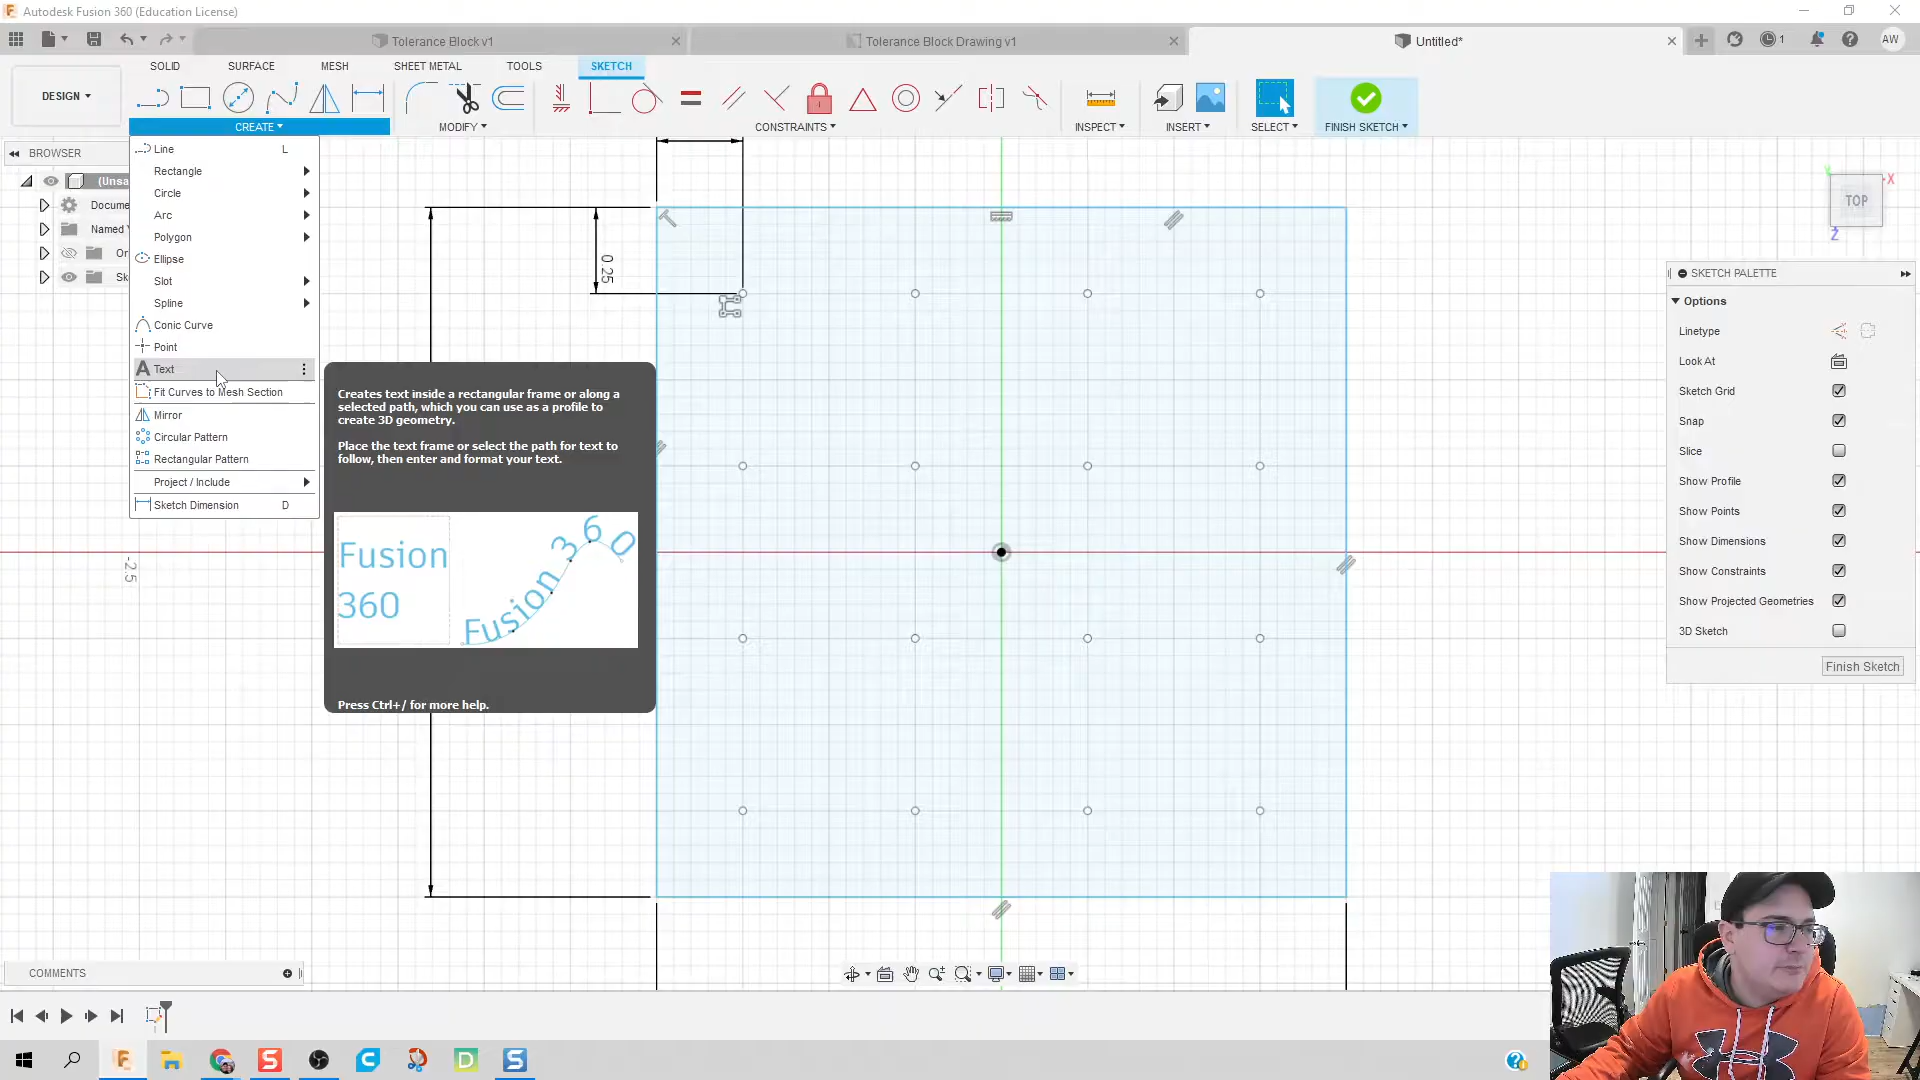 Autodesk Fusion 360 (Education License)
Tolerance Block v1
Tolerance Block Drawing v1
Untitled*
1
AW
DESIGN
SOLID
SURFACE
MESH
SHEET METAL
TOOLS
SKETCH
CREATE
MODIFY
CONSTRAINTS
INSPECT
INSERT
SELECT
FINISH SKETCH
BROWSER
(Unsa
Docume
Named
Or
Sk
Line L
Rectangle
Circle
Arc
Polygon
Ellipse
Slot
Spline
Conic Curve
Point
Text
Fit Curves to Mesh Section
Mirror
Circular Pattern
Rectangular Pattern
Project / Include
Sketch Dimension D
Creates text inside a rectangular frame or along a
selected path, which you can use as a profile to
create 3D geometry.
Place the text frame or select the path for text to
follow, then enter and format your text.
Fusion
360
Fusion 360
Press Ctrl+/ for more help.
0.25
-2.5
TOP
X
Z
SKETCH PALETTE
Options
Linetype
Look At
Sketch Grid
Snap
Slice
Show Profile
Show Points
Show Dimensions
Show Constraints
Show Projected Geometries
3D Sketch
Finish Sketch
COMMENTS